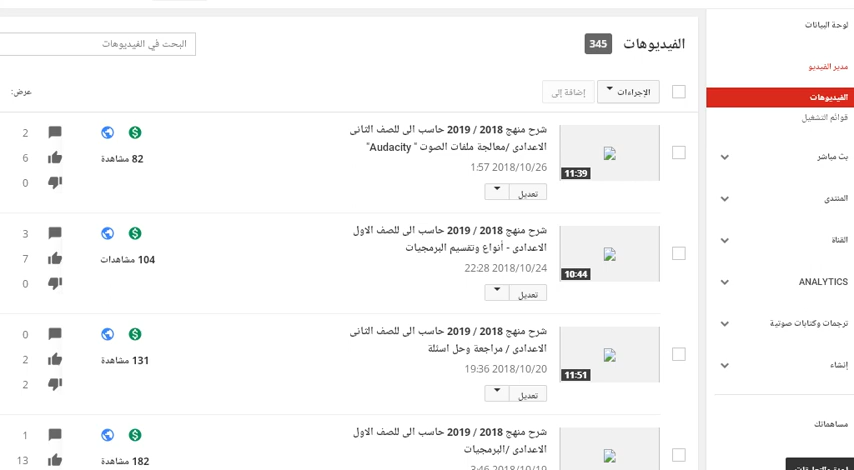 لوحة البيانات
مدير الفيديو
الفيديوهات
قوائم التشغيل
بث مباشر
المنتدى
القناة
ANALYTICS
ترجمات وكتابات صوتية
إنشاء
مساهماتك
الفيديوهات 345
البحث في الفيديوهات
الإجراءات
إضافة إلى
عرض:
شرح منهج 2018 / 2019 حاسب الى للصف الثانى
الاعدادى /معالجة ملفات الصوت " Audacity"
2018/10/26 1:57
تعديل
11:39
82 مشاهدة
2
6
0
شرح منهج 2018 / 2019 حاسب الى للصف الاول
الاعدادى - أنواع وتقسيم البرمجيات
2018/10/24 22:28
تعديل
10:44
104 مشاهدات
3
7
0
شرح منهج 2018 / 2019 حاسب الى للصف الثانى
الاعدادى / مراجعة وحل اسئلة
2018/10/20 19:36
تعديل
11:51
131 مشاهدة
0
2
2
شرح منهج 2018 / 2019 حاسب الى للصف الاول
الاعدادى /البرمجيات
2018/10/19 3:46
182 مشاهدة
1
13